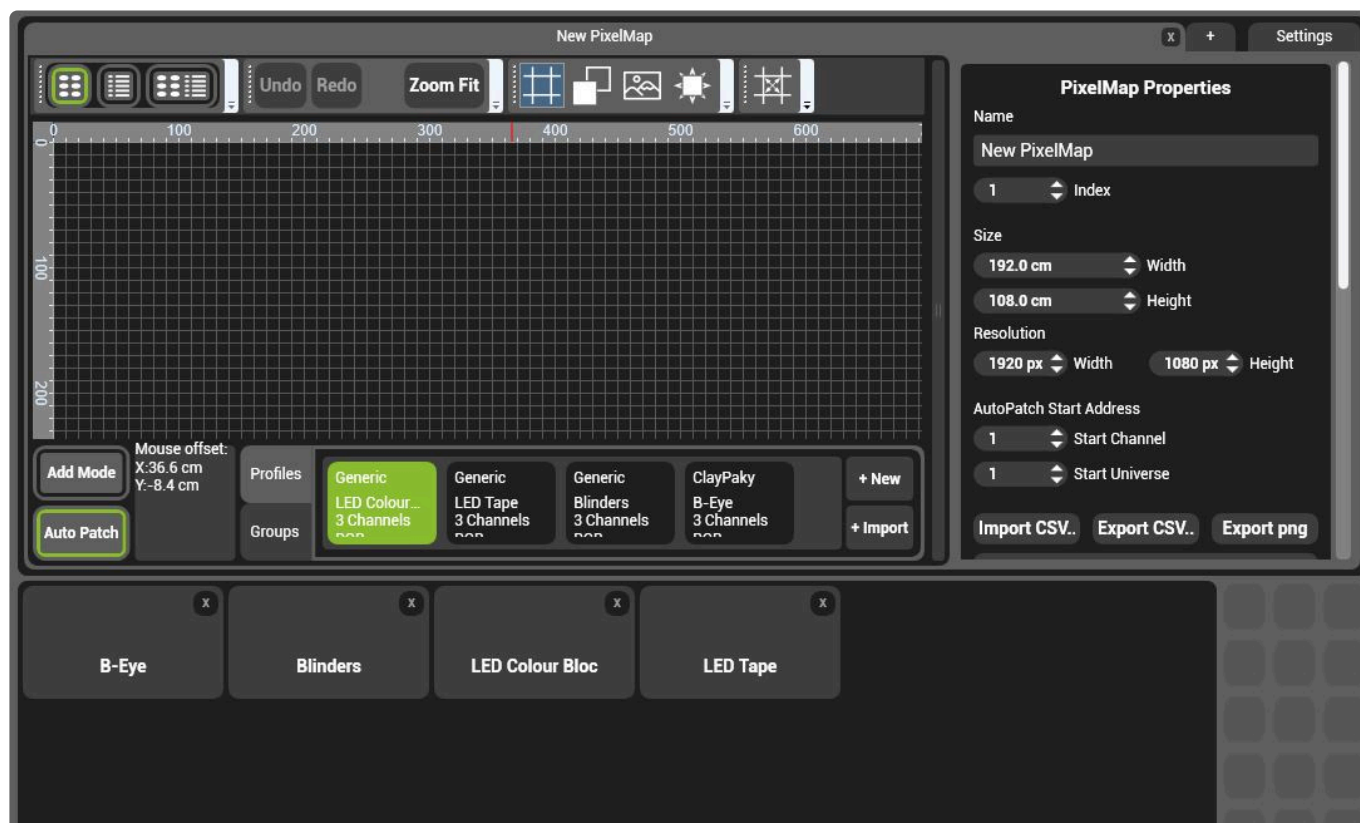 New PixelMap
X
+
Settings
Undo
Redo
Zoom Fit
0 100 200 300 400 500 600
0
100
200
Mouse offset:
X:36.6 cm
Y:-8.4 cm
Add Mode
Auto Patch
Profiles
Groups
Generic
LED Colour...
3 Channels
Generic
LED Tape
3 Channels
Generic
Blinders
3 Channels
ClayPaky
B-Eye
3 Channels
+ New
+ Import
PixelMap Properties
Name
New PixelMap
1 Index
Size
192.0 cm Width
108.0 cm Height
Resolution
1920 px Width 1080 px Height
AutoPatch Start Address
1 Start Channel
1 Start Universe
Import CSV.. Export CSV.. Export png
X
B-Eye
X
Blinders
X
LED Colour Bloc
X
LED Tape